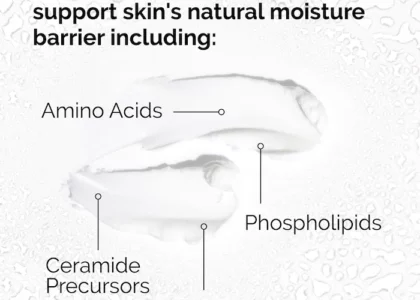 support skin's natural moisture
barrier including:
Amino Acids
Phospholipids
Ceramide
Precursors